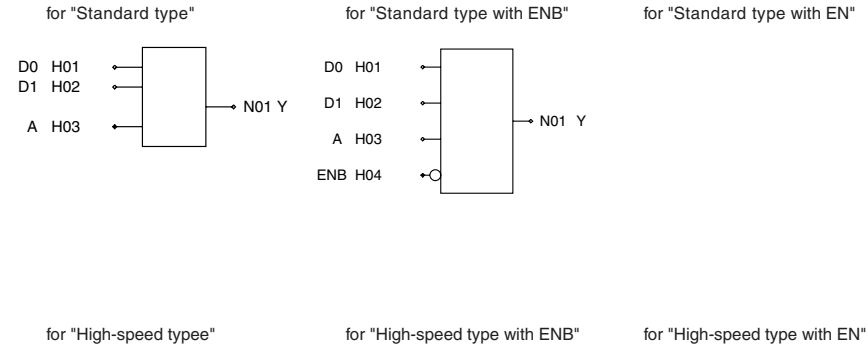 for "Standard type"
for "Standard type with ENB"
for "Standard type with EN"
D0 H01
D1 H02
A H03
N01 Y
D0 H01
D1 H02
A H03
ENB H04
N01 Y
for "High-speed typee"
for "High-speed type with ENB"
for "High-speed type with EN"